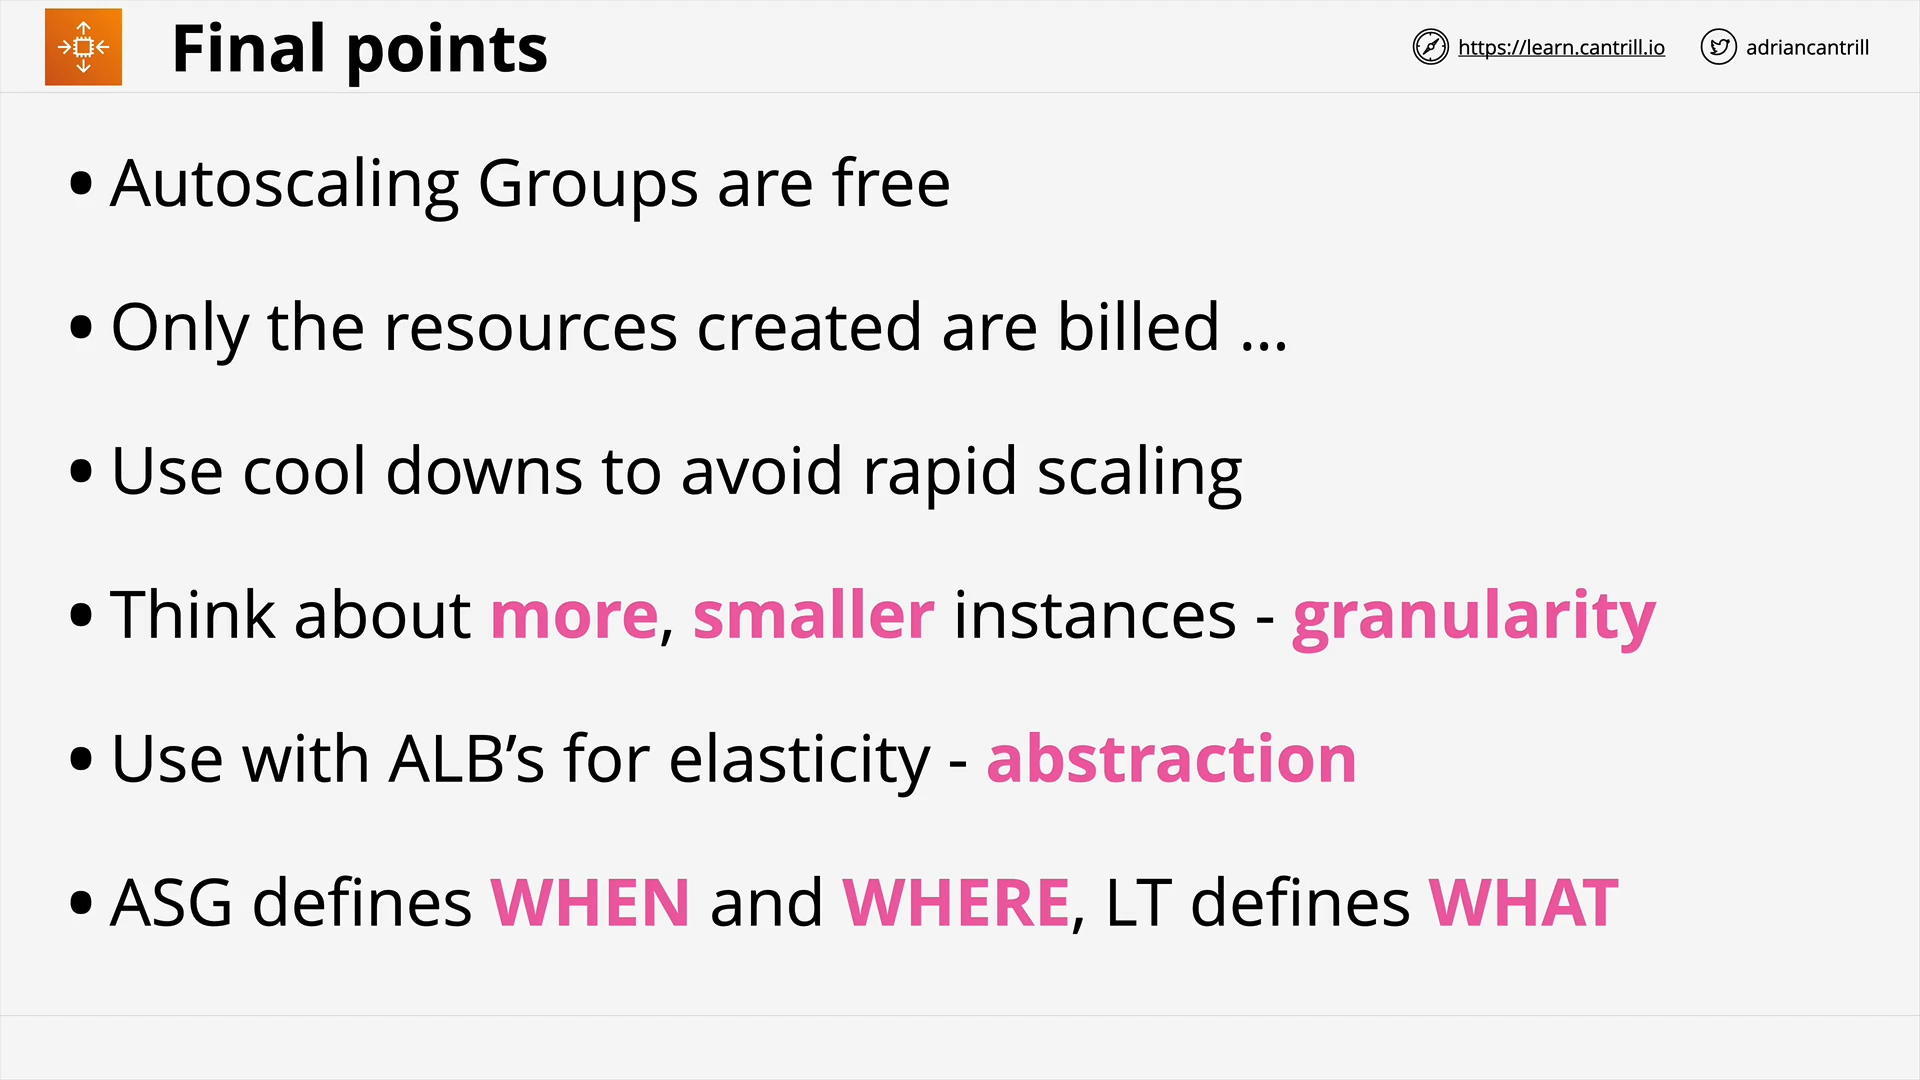 Final points
https://learn.cantrill.io
adriancantrill
• Autoscaling Groups are free
• Only the resources created are billed ...
• Use cool downs to avoid rapid scaling
• Think about more, smaller instances - granularity
• Use with ALB’s for elasticity - abstraction
• ASG defines WHEN and WHERE, LT defines WHAT